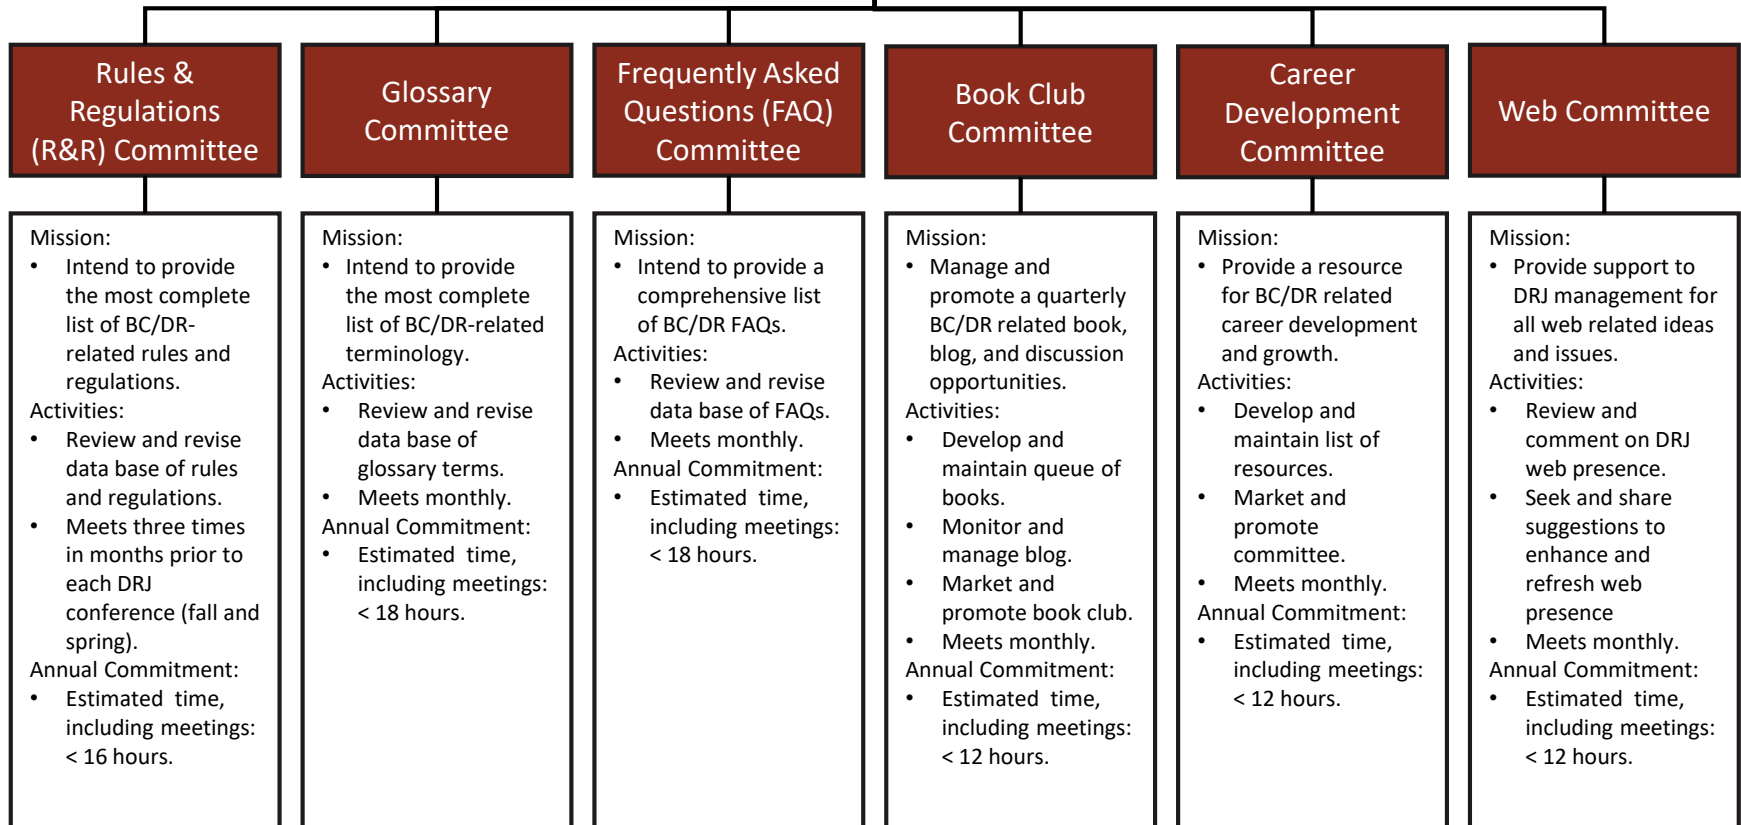 Rules &
Regulations
(R&R) Committee
Glossary
Committee
Frequently Asked
Questions (FAQ)
Committee
Book Club
Committee
Career
Development
Committee
Web Committee
Mission:
• Intend to provide
the most complete
list of BC/DR-
related rules and
regulations.
Activities:
• Review and revise
data base of rules
and regulations.
• Meets three times
in months prior to
each DRJ
conference (fall and
spring).
Annual Commitment:
• Estimated time,
including meetings:
< 16 hours.
Mission:
• Intend to provide
the most complete
list of BC/DR-related
terminology.
Activities:
• Review and revise
data base of
glossary terms.
• Meets monthly.
Annual Commitment:
• Estimated time,
including meetings:
< 18 hours.
Mission:
• Intend to provide a
comprehensive list
of BC/DR FAQs.
Activities:
• Review and revise
data base of FAQs.
• Meets monthly.
Annual Commitment:
• Estimated time,
including meetings:
< 18 hours.
Mission:
• Manage and
promote a quarterly
BC/DR related book,
blog, and discussion
opportunities.
Activities:
• Develop and
maintain queue of
books.
• Monitor and
manage blog.
• Market and
promote book club.
• Meets monthly.
Annual Commitment:
• Estimated time,
including meetings:
< 12 hours.
Mission:
• Provide a resource
for BC/DR related
career development
and growth.
Activities:
• Develop and
maintain list of
resources.
• Market and
promote
committee.
• Meets monthly.
Annual Commitment:
• Estimated time,
including meetings:
< 12 hours.
Mission:
• Provide support to
DRJ management for
all web related ideas
and issues.
Activities:
• Review and
comment on DRJ
web presence.
• Seek and share
suggestions to
enhance and
refresh web
presence
• Meets monthly.
Annual Commitment:
• Estimated time,
including meetings:
< 12 hours.